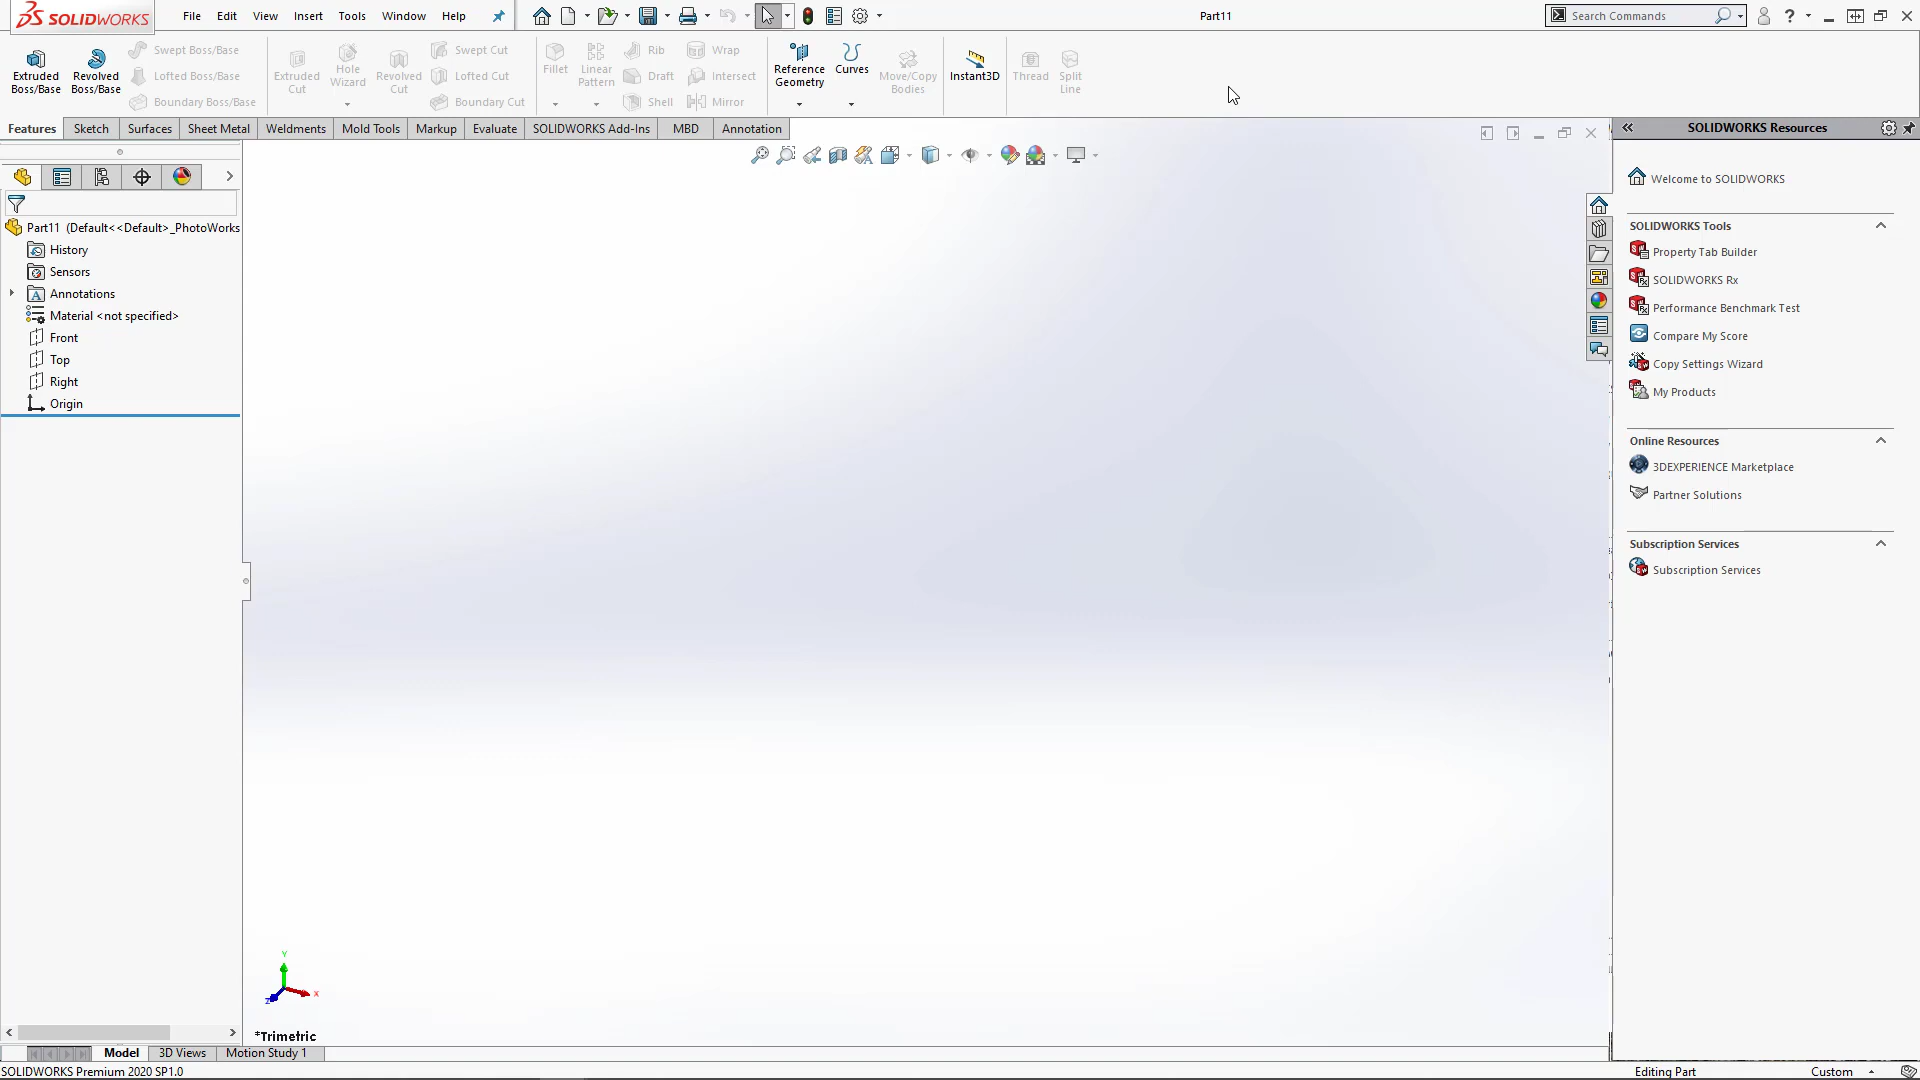 SOLIDWORKS File Edit View Insert Tools Window Help Part11 Search Commands
Extruded Boss/Base
Revolved Boss/Base
Swept Boss/Base
Lofted Boss/Base
Boundary Boss/Base
Extruded Cut
Hole Wizard
Revolved Cut
Swept Cut
Lofted Cut
Boundary Cut
Fillet
Linear Pattern
Rib
Draft
Shell
Wrap
Intersect
Mirror
Reference Geometry
Curves
Move/Copy Bodies
Instant3D
Thread
Split Line
Features Sketch Surfaces Sheet Metal Weldments Mold Tools Markup Evaluate SOLIDWORKS Add-Ins MBD Annotation
Part11 (Default<<Default>_PhotoWorks
History
Sensors
Annotations
Material <not specified>
Front
Top
Right
Origin
Y
X
Z
*Trimetric
SOLIDWORKS Resources
Welcome to SOLIDWORKS
SOLIDWORKS Tools
Property Tab Builder
SOLIDWORKS Rx
Performance Benchmark Test
Compare My Score
Copy Settings Wizard
My Products
Online Resources
3DEXPERIENCE Marketplace
Partner Solutions
Subscription Services
Subscription Services
Model 3D Views Motion Study 1
SOLIDWORKS Premium 2020 SP1.0 Editing Part Custom